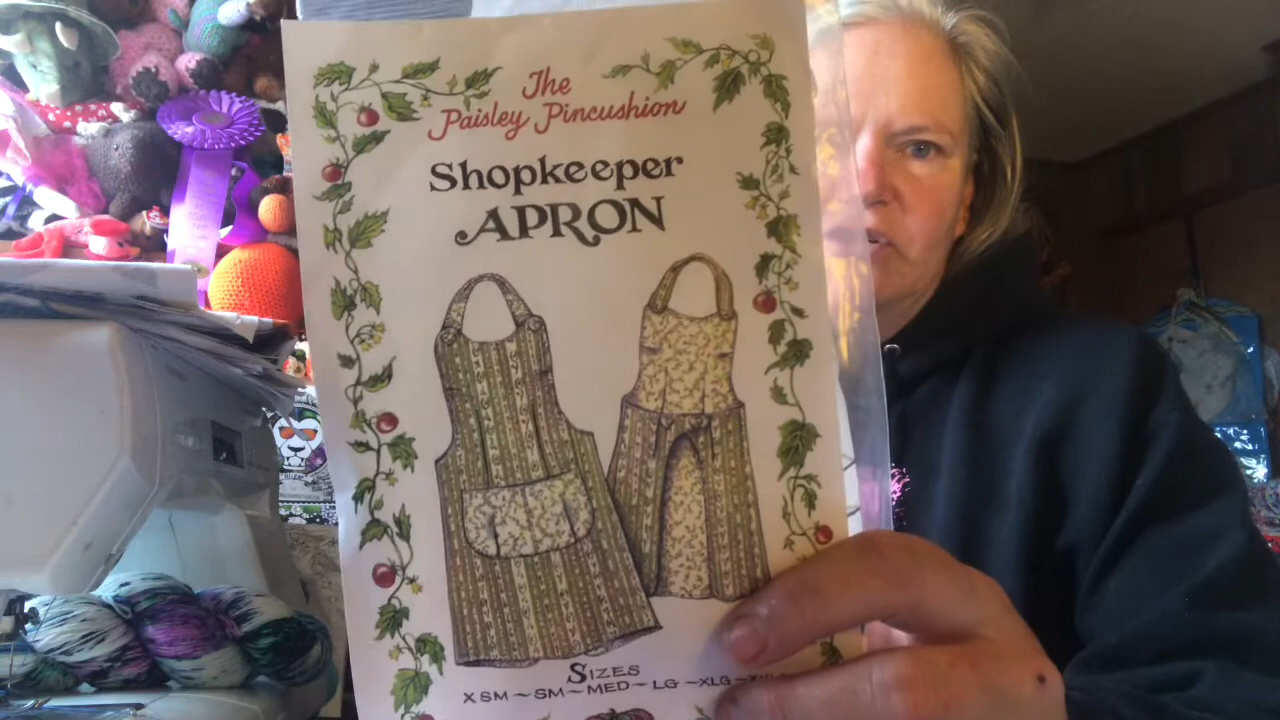 The
Paisley Pincushion
Shopkeeper
APRON
SIZES
XSM ~ SM ~ MED ~ LG ~ XLG ~